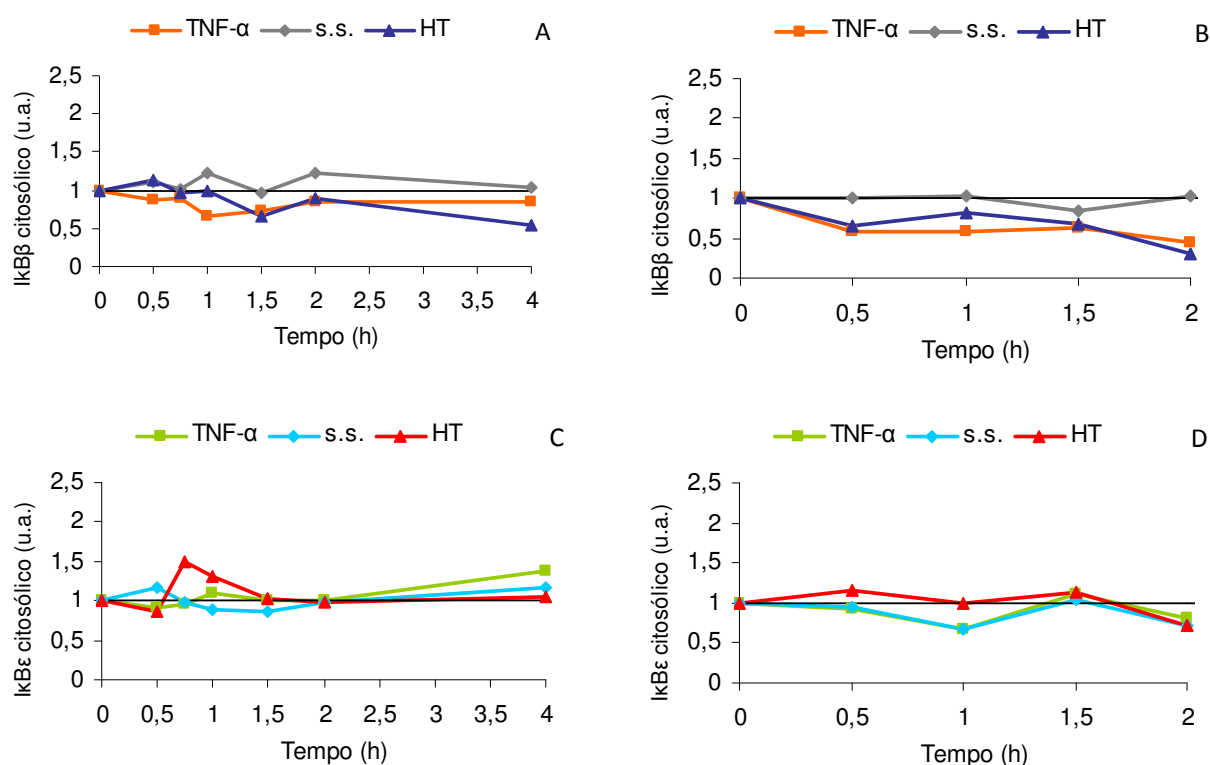 TNF-α s.s. HT A
IκBβ citosólico (u.a.)
2,5
2
1,5
1
0,5
0
0 0,5 1 1,5 2 2,5 3 3,5 4
Tempo (h)
TNF-α s.s. HT B
IκBβ citosólico (u.a.)
2,5
2
1,5
1
0,5
0
0 0,5 1 1,5 2
Tempo (h)
TNF-α s.s. HT C
IκBε citosólico (u.a.)
2,5
2
1,5
1
0,5
0
0 0,5 1 1,5 2 2,5 3 3,5 4
Tempo (h)
TNF-α s.s. HT D
IκBε citosólico (u.a.)
2,5
2
1,5
1
0,5
0
0 0,5 1 1,5 2
Tempo (h)